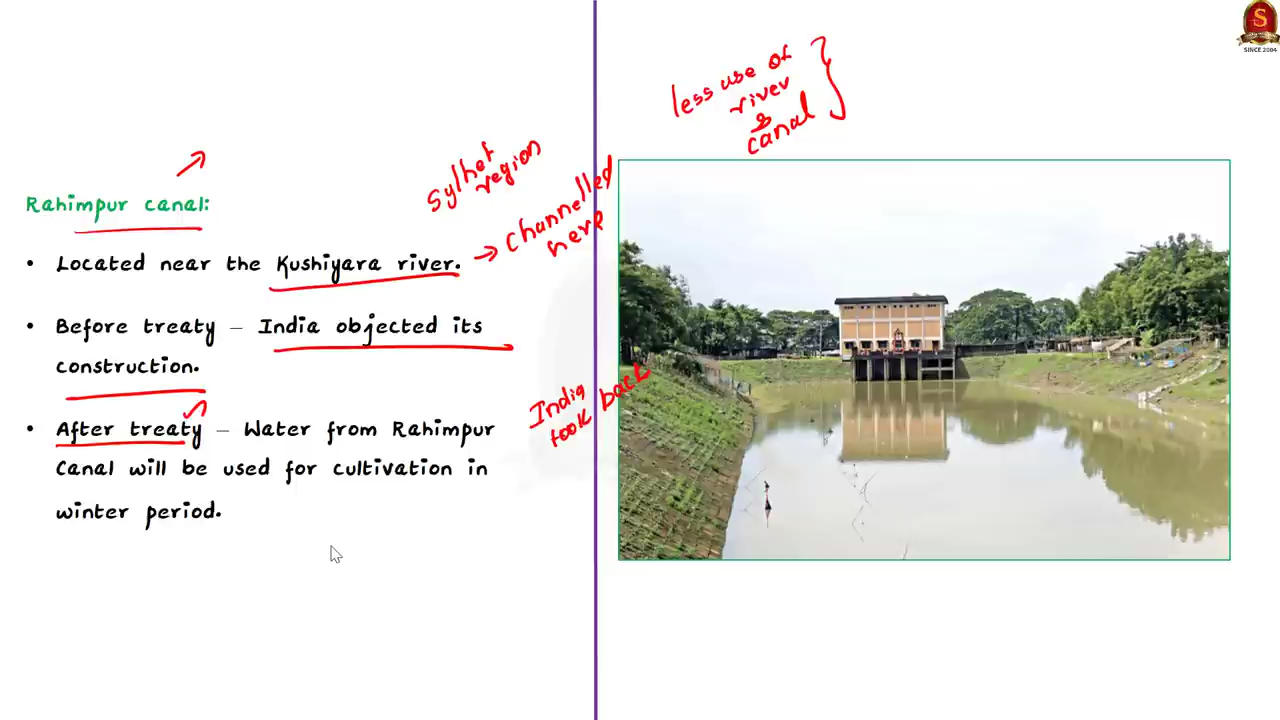 SINCE 2004
less use of
river
&
canal
Sylhet
region
Rahimpur canal:
Channelled
here
• Located near the Kushiyara river.
• Before treaty – India objected its
construction.
India
took back
• After treaty – Water from Rahimpur
Canal will be used for cultivation in
winter period.